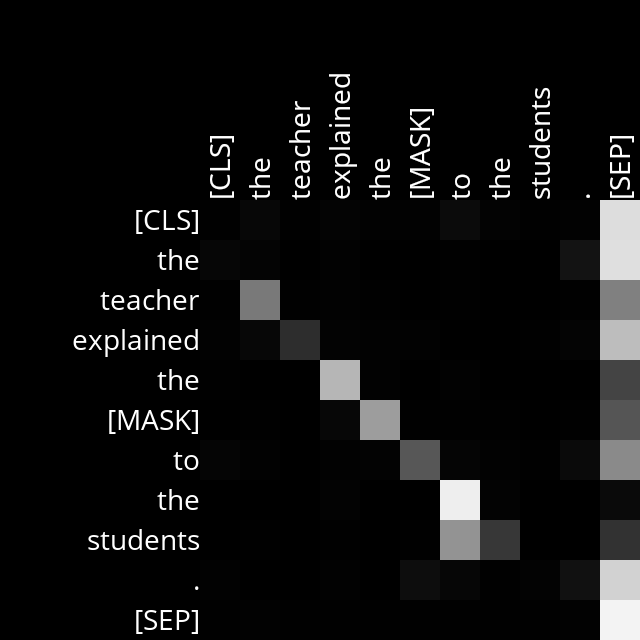 [CLS]
the
teacher
explained
the
[MASK]
to
the
students
.
[SEP]
[CLS]
the
teacher
explained
the
[MASK]
to
the
students
.
[SEP]